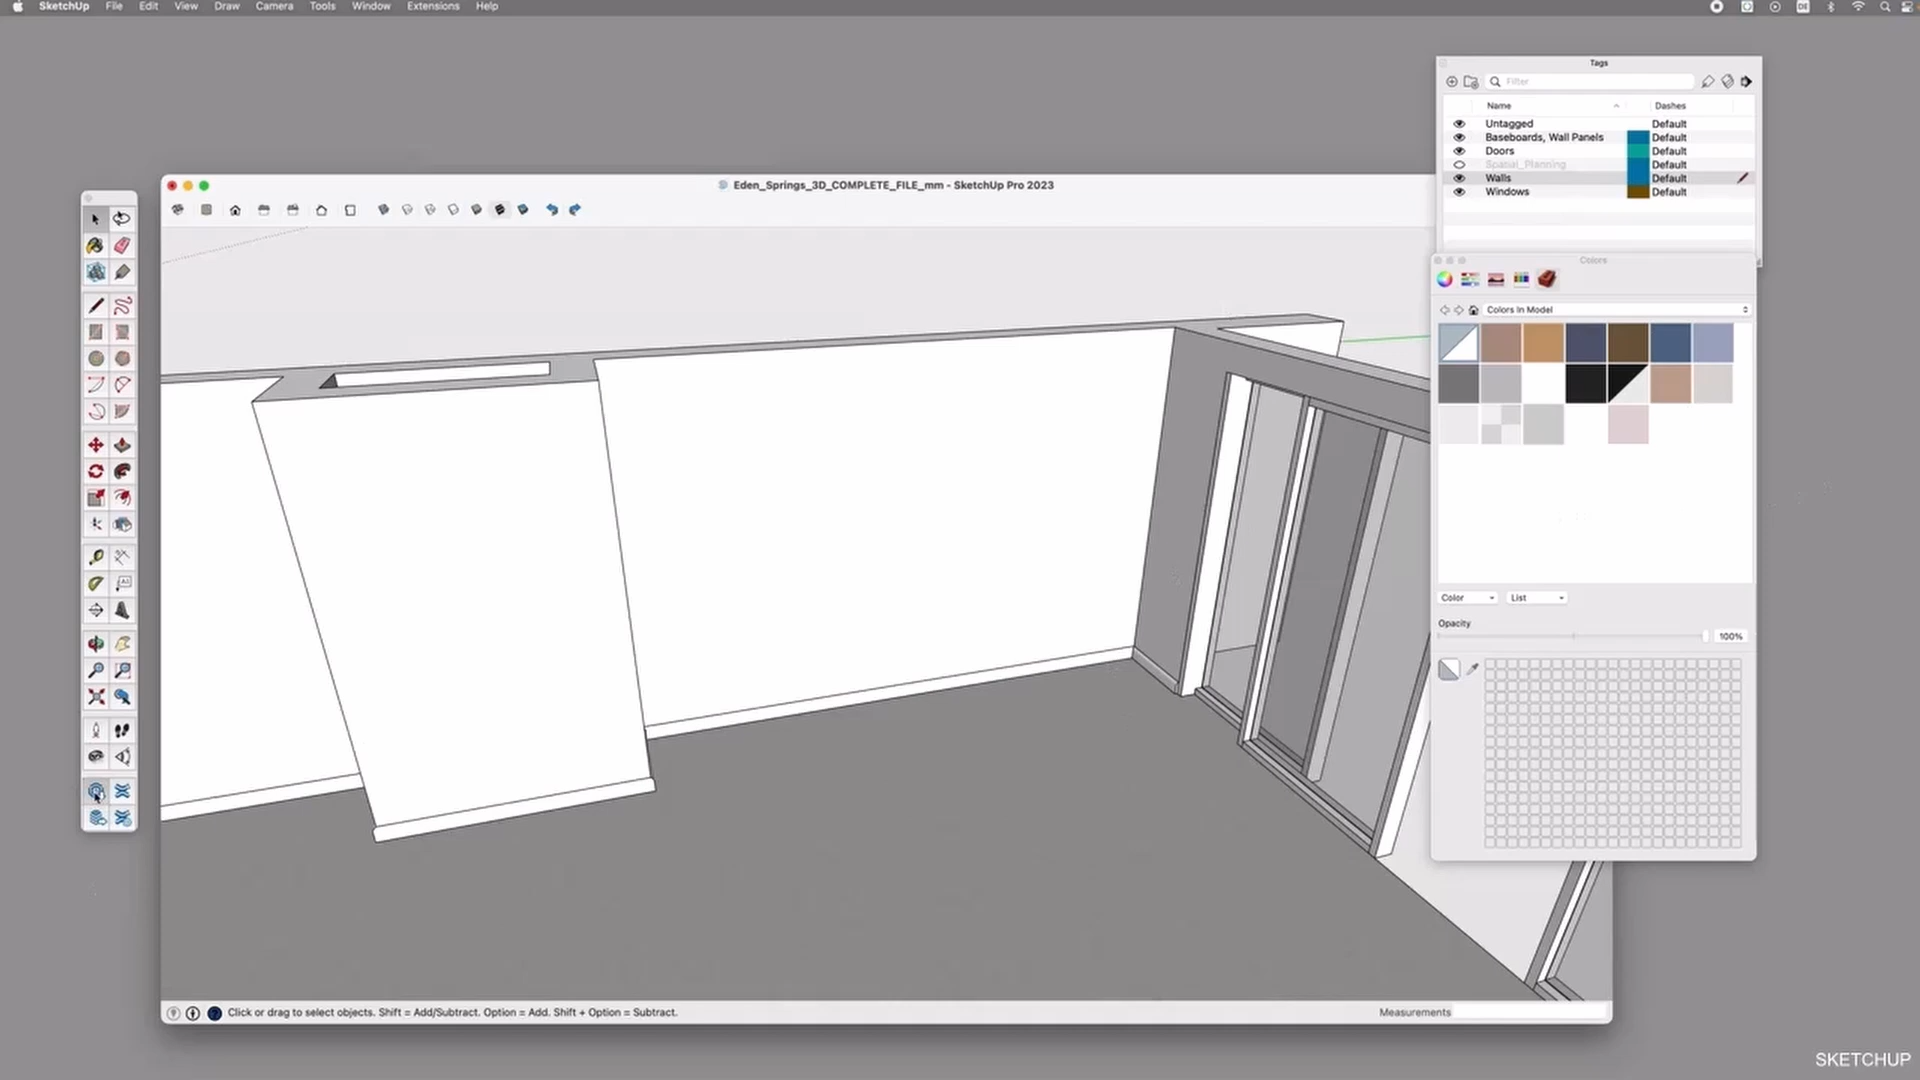 SketchUp File Edit View Draw Camera Tools Window Extensions Help
Tags
Filter
Name Dashes
Untagged Default
Baseboards, Wall Panels Default
Doors Default
Spatial_Planning Default
Walls Default
Windows Default
Eden_Springs_3D_COMPLETE_FILE_mm - SketchUp Pro 2023
Colors
Colors In Model
Color List
Opacity
100%
Click or drag to select objects. Shift = Add/Subtract. Option = Add. Shift + Option = Subtract.
Measurements
SKETCHUP